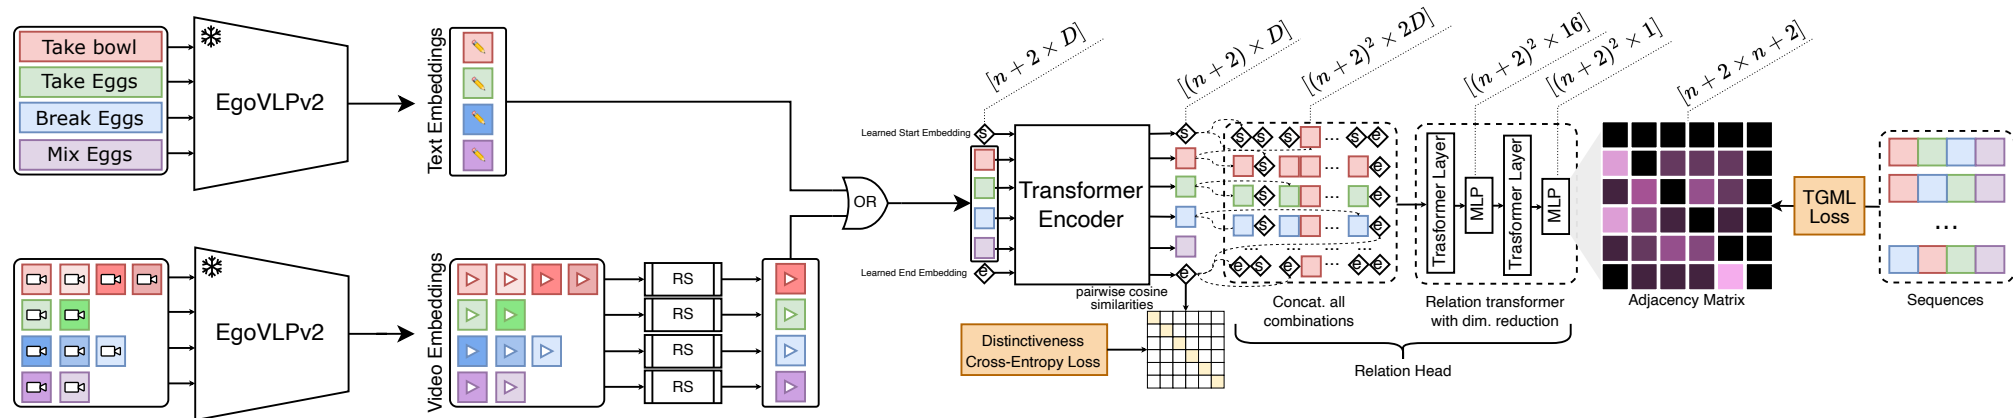 Take bowl
Take Eggs
Break Eggs
Mix Eggs
EgoVLPv2
Text Embeddings
EgoVLPv2
Video Embeddings
RS
RS
RS
RS
OR
[n + 2 × D]
Learned Start Embedding
s
Transformer
Encoder
Learned End Embedding
e
[(n + 2) × D]
s
e
pairwise cosine
similarities
Distinctiveness
Cross-Entropy Loss
[(n + 2)² × 2D]
s s s ... s e
s ... e
s ... e
s ... e
... ... ... ...
e s e ... e e
Concat. all
combinations
[(n + 2)² × 16]
[(n + 2)² × 1]
Trasformer Layer
MLP
Trasformer Layer
MLP
Relation transformer
with dim. reduction
Relation Head
[n + 2 × n + 2]
Adjacency Matrix
TGML
Loss
...
Sequences